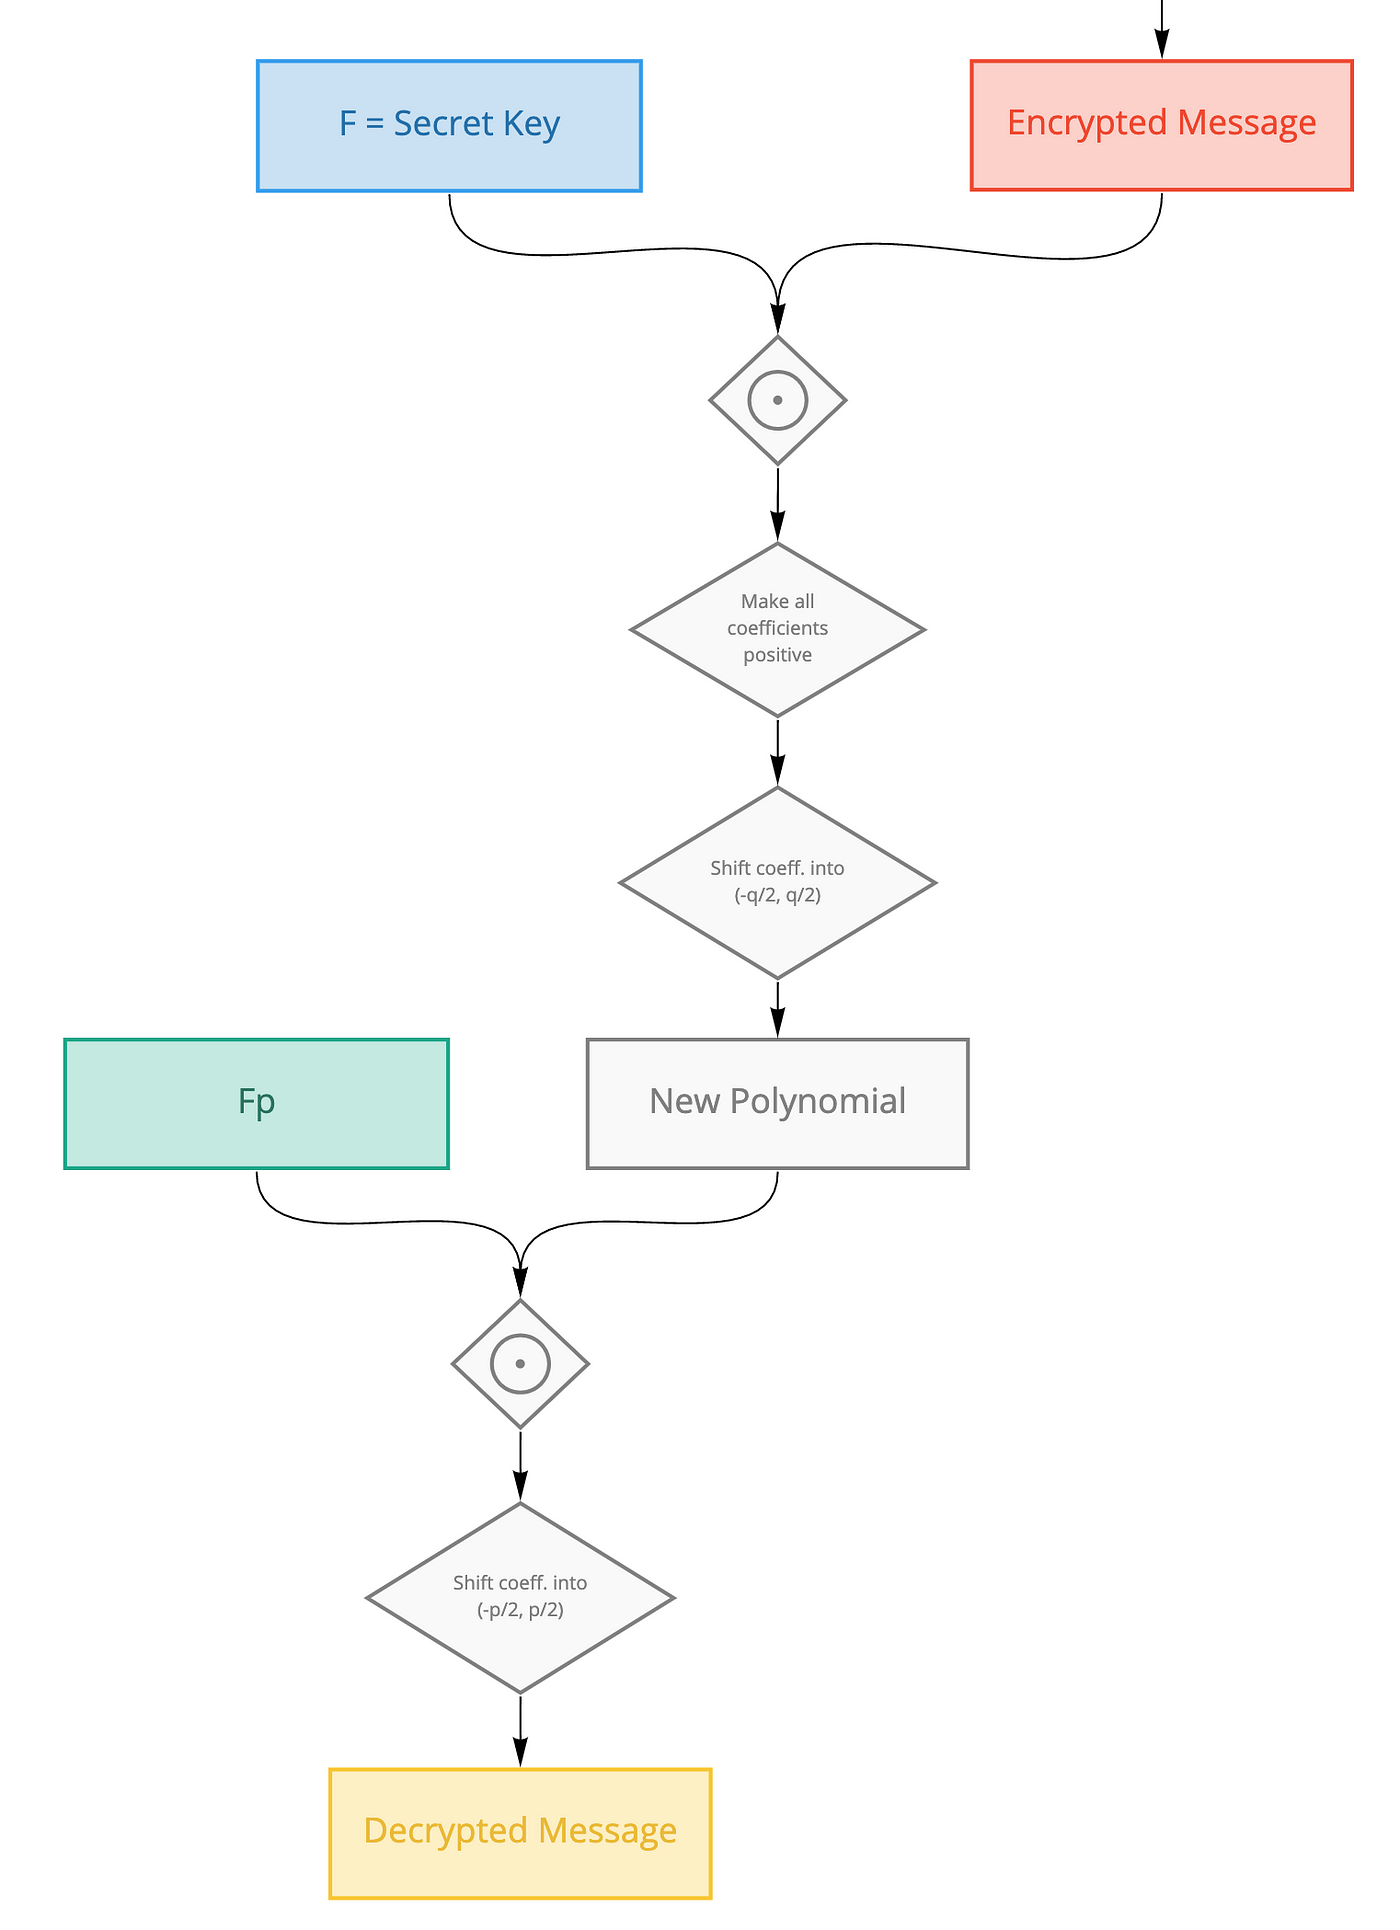 F = Secret Key
Encrypted Message
Make all
coefficients
positive
Shift coeff. into
(-q/2, q/2)
Fp
New Polynomial
Shift coeff. into
(-p/2, p/2)
Decrypted Message